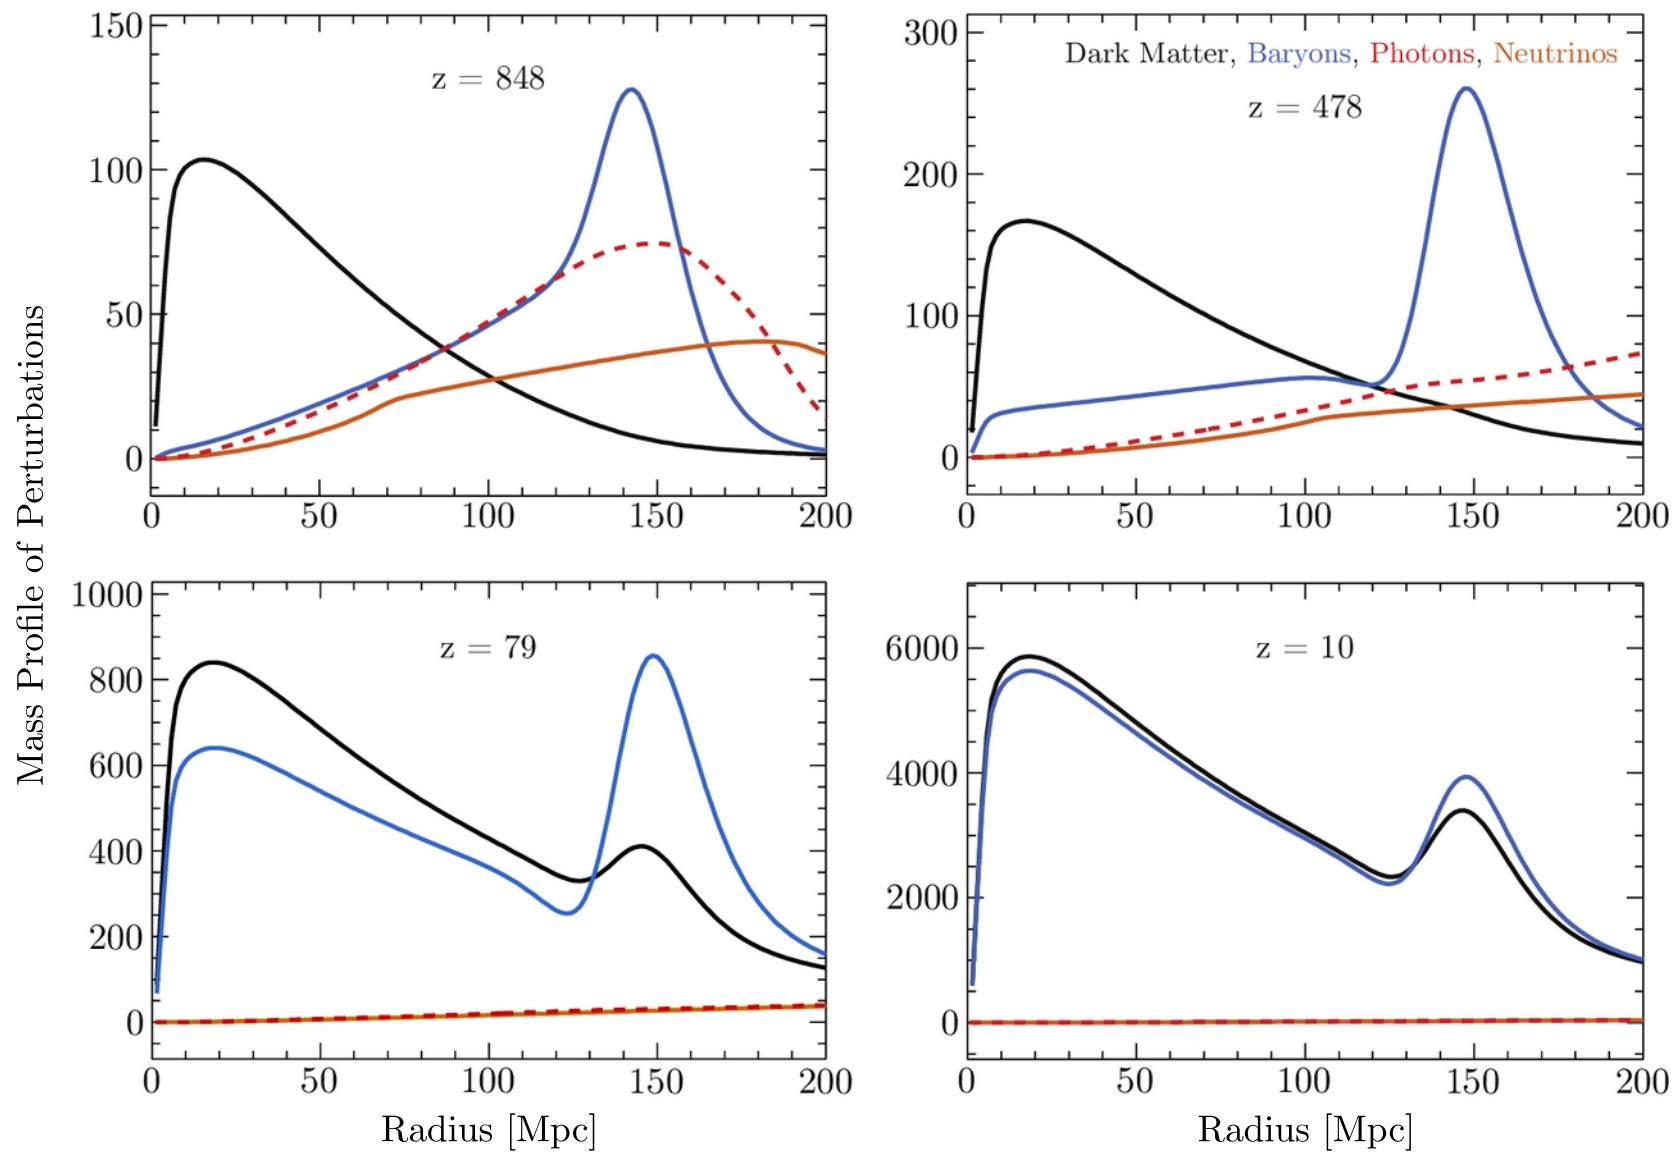 Mass Profile of Perturbations
150
100
50
0
z = 848
0 50 100 150 200
300
200
100
0
Dark Matter, Baryons, Photons, Neutrinos
z = 478
0 50 100 150 200
1000
800
600
400
200
0
z = 79
0 50 100 150 200
Radius [Mpc]
6000
4000
2000
0
z = 10
0 50 100 150 200
Radius [Mpc]